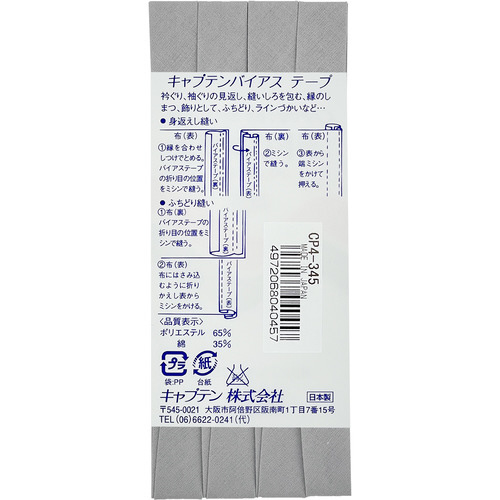 キャプテンバイアス テープ
衿ぐり、袖ぐりの見返し、縫いしろを包む、縁のし
まつ、飾りとして、ふちどり、ラインづかいなど…
●身返えし縫い
布（表）
①縁を合わせ
しつけでとめる。
バイアステープの
折り目の位置
をミシンで縫う。
バイアステープ（裏）
布（裏）
②ミシン
で縫う。
布（表）
③表から
端ミシン
をかけて
押える。
●ふちどり縫い
①布（裏）
バイアステープの
折り目の位置をミ
シンで縫う。
バイアステープ（裏）
②布（表）
布にはさみ込
むように折り
かえし表から
ミシンをかける。
バイアステープ（表）
CP4-345
MADE IN JAPAN
4972058040457
〈品質表示〉
ポリエステル 65%
綿 35%
プラ
袋:PP
紙
台紙
キャプテン 株式会社
日本製
〒545-0021 大阪市阿倍野区阪南町1丁目7番15号
TEL (06)6622-0241(代)